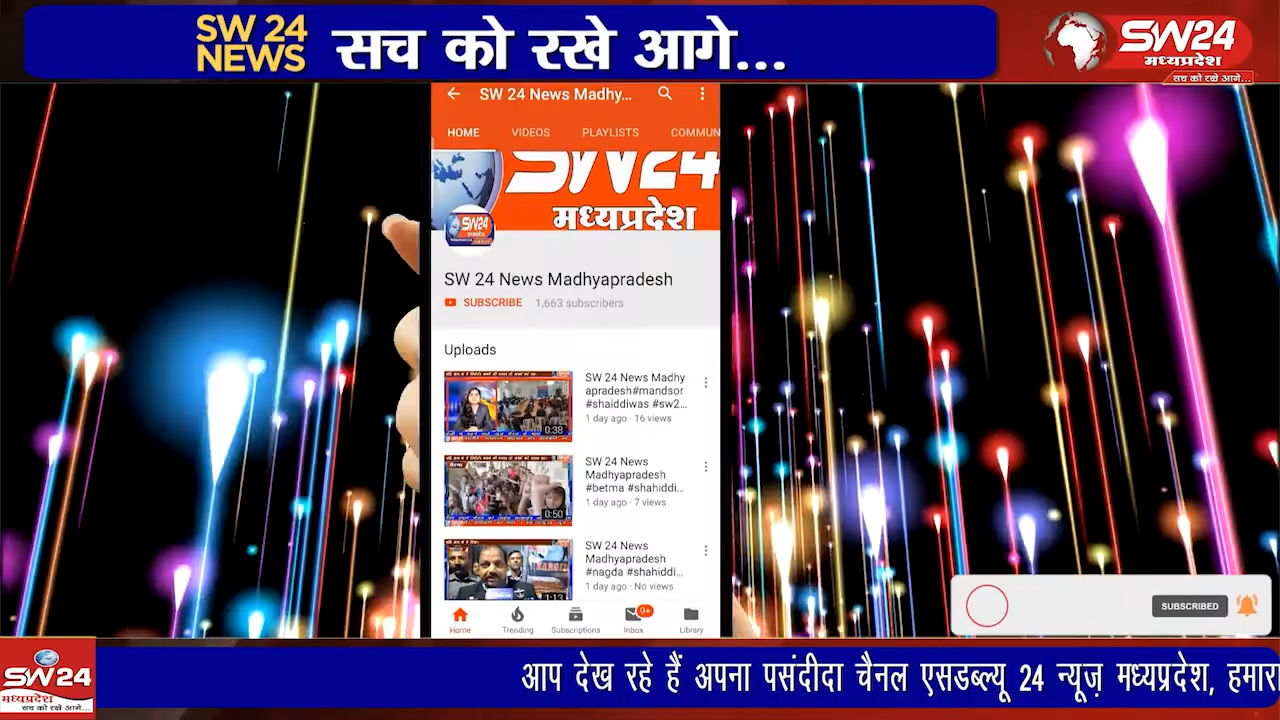 SW 24
NEWS
सच को रखे आगे...
SW24
मध्यप्रदेश
सच को रखे आगे...
SW 24 News Madhy...
HOME VIDEOS PLAYLISTS COMMUN
SW24
मध्यप्रदेश
SW24
SW 24 News Madhyapradesh
SUBSCRIBE 1,663 subscribers
Uploads
SW 24 News Madhy
apradesh#mandsor
#shaiddiwas #sw2...
1 day ago · 16 views
0:38
SW 24 News
Madhyapradesh
#betma #shahiddi...
1 day ago · 7 views
0:50
SW 24 News
Madhyapradesh
#nagda #shahiddi...
1 day ago · No views
1:13
9+
Home Trending Subscriptions Inbox Library
SUBSCRIBED
SW24
मध्यप्रदेश
सच को रखे आगे...
आप देख रहे हैं अपना पसंदीदा चैनल एसडब्ल्यू 24 न्यूज़ मध्यप्रदेश, हमार